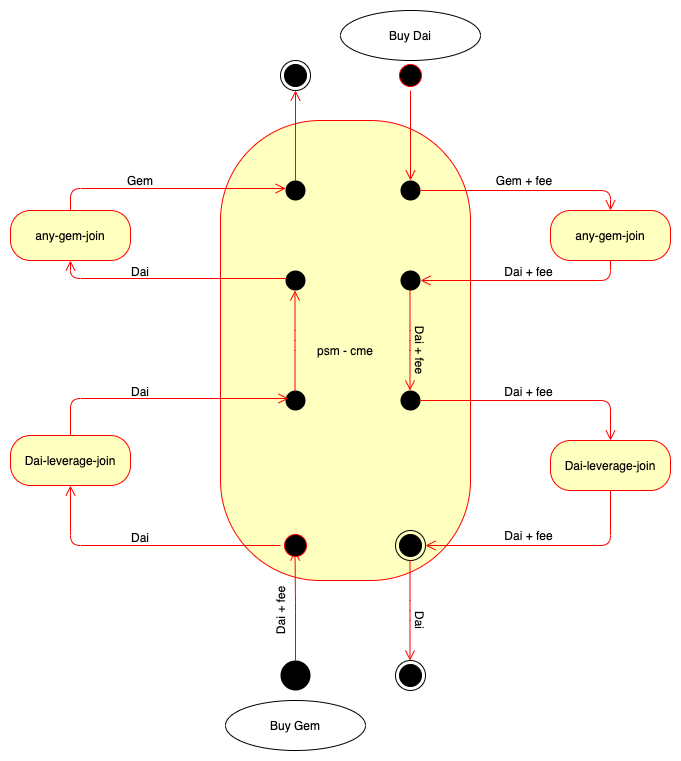 Buy Dai
Gem
Gem + fee
any-gem-join
any-gem-join
Dai
Dai + fee
Dai + fee
psm - cme
Dai
Dai + fee
Dai-leverage-join
Dai-leverage-join
Dai
Dai + fee
Dai + fee
Dai
Buy Gem